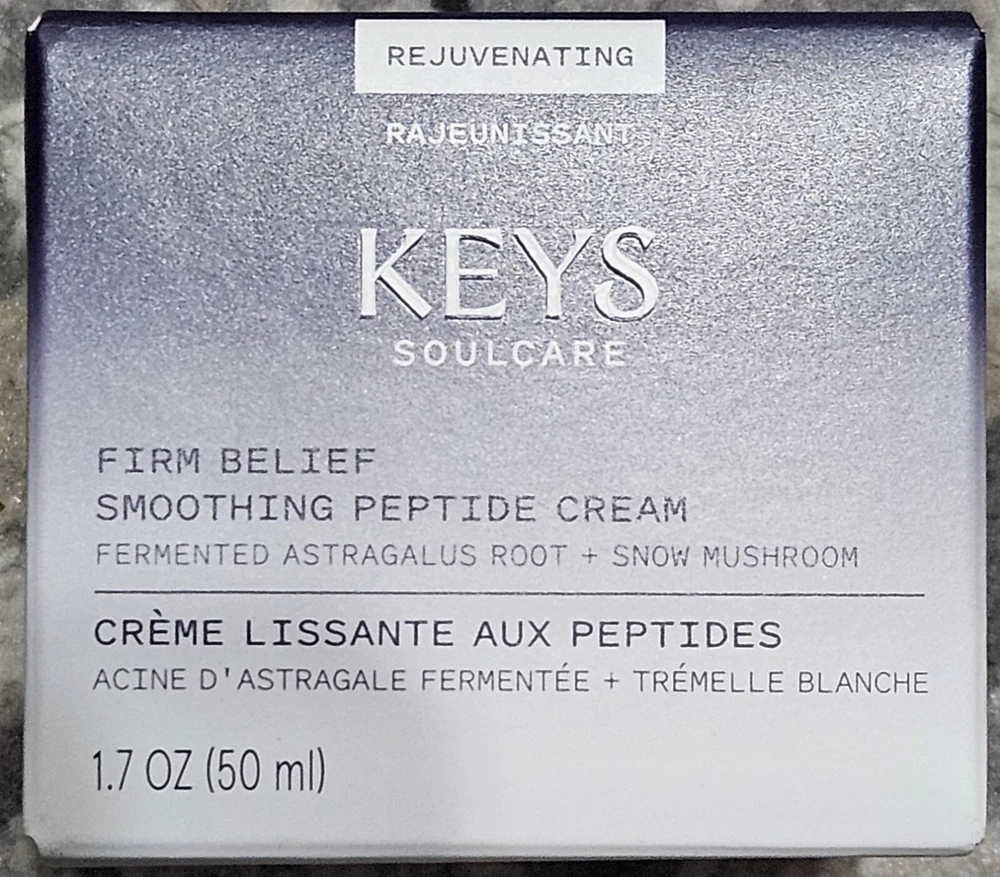 REJUVENATING
RAJEUNISSANT
KEYS
SOULCARE
FIRM BELIEF
SMOOTHING PEPTIDE CREAM
FERMENTED ASTRAGALUS ROOT + SNOW MUSHROOM
CRÈME LISSANTE AUX PEPTIDES
ACINE D'ASTRAGALE FERMENTÉE + TRÉMELLE BLANCHE
1.7 OZ (50 ml)